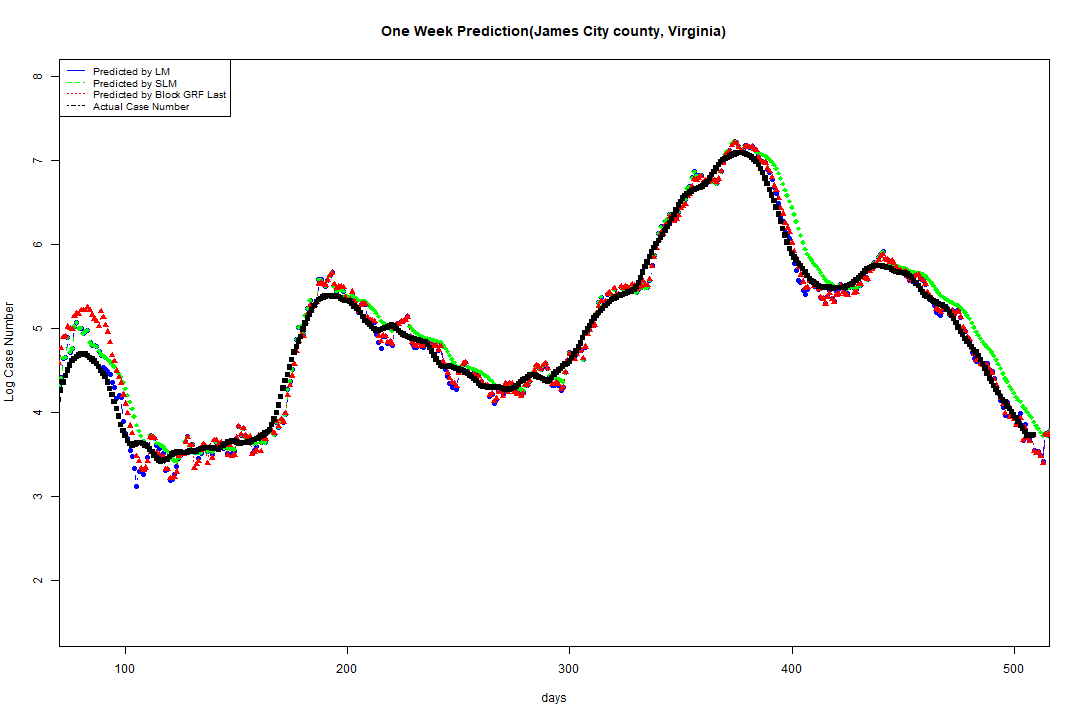 One Week Prediction(James City county, Virginia)
Predicted by LM
Predicted by SLM
Predicted by Block GRF Last
Actual Case Number
8
7
6
5
4
3
2
Log Case Number
100 200 300 400 500
days